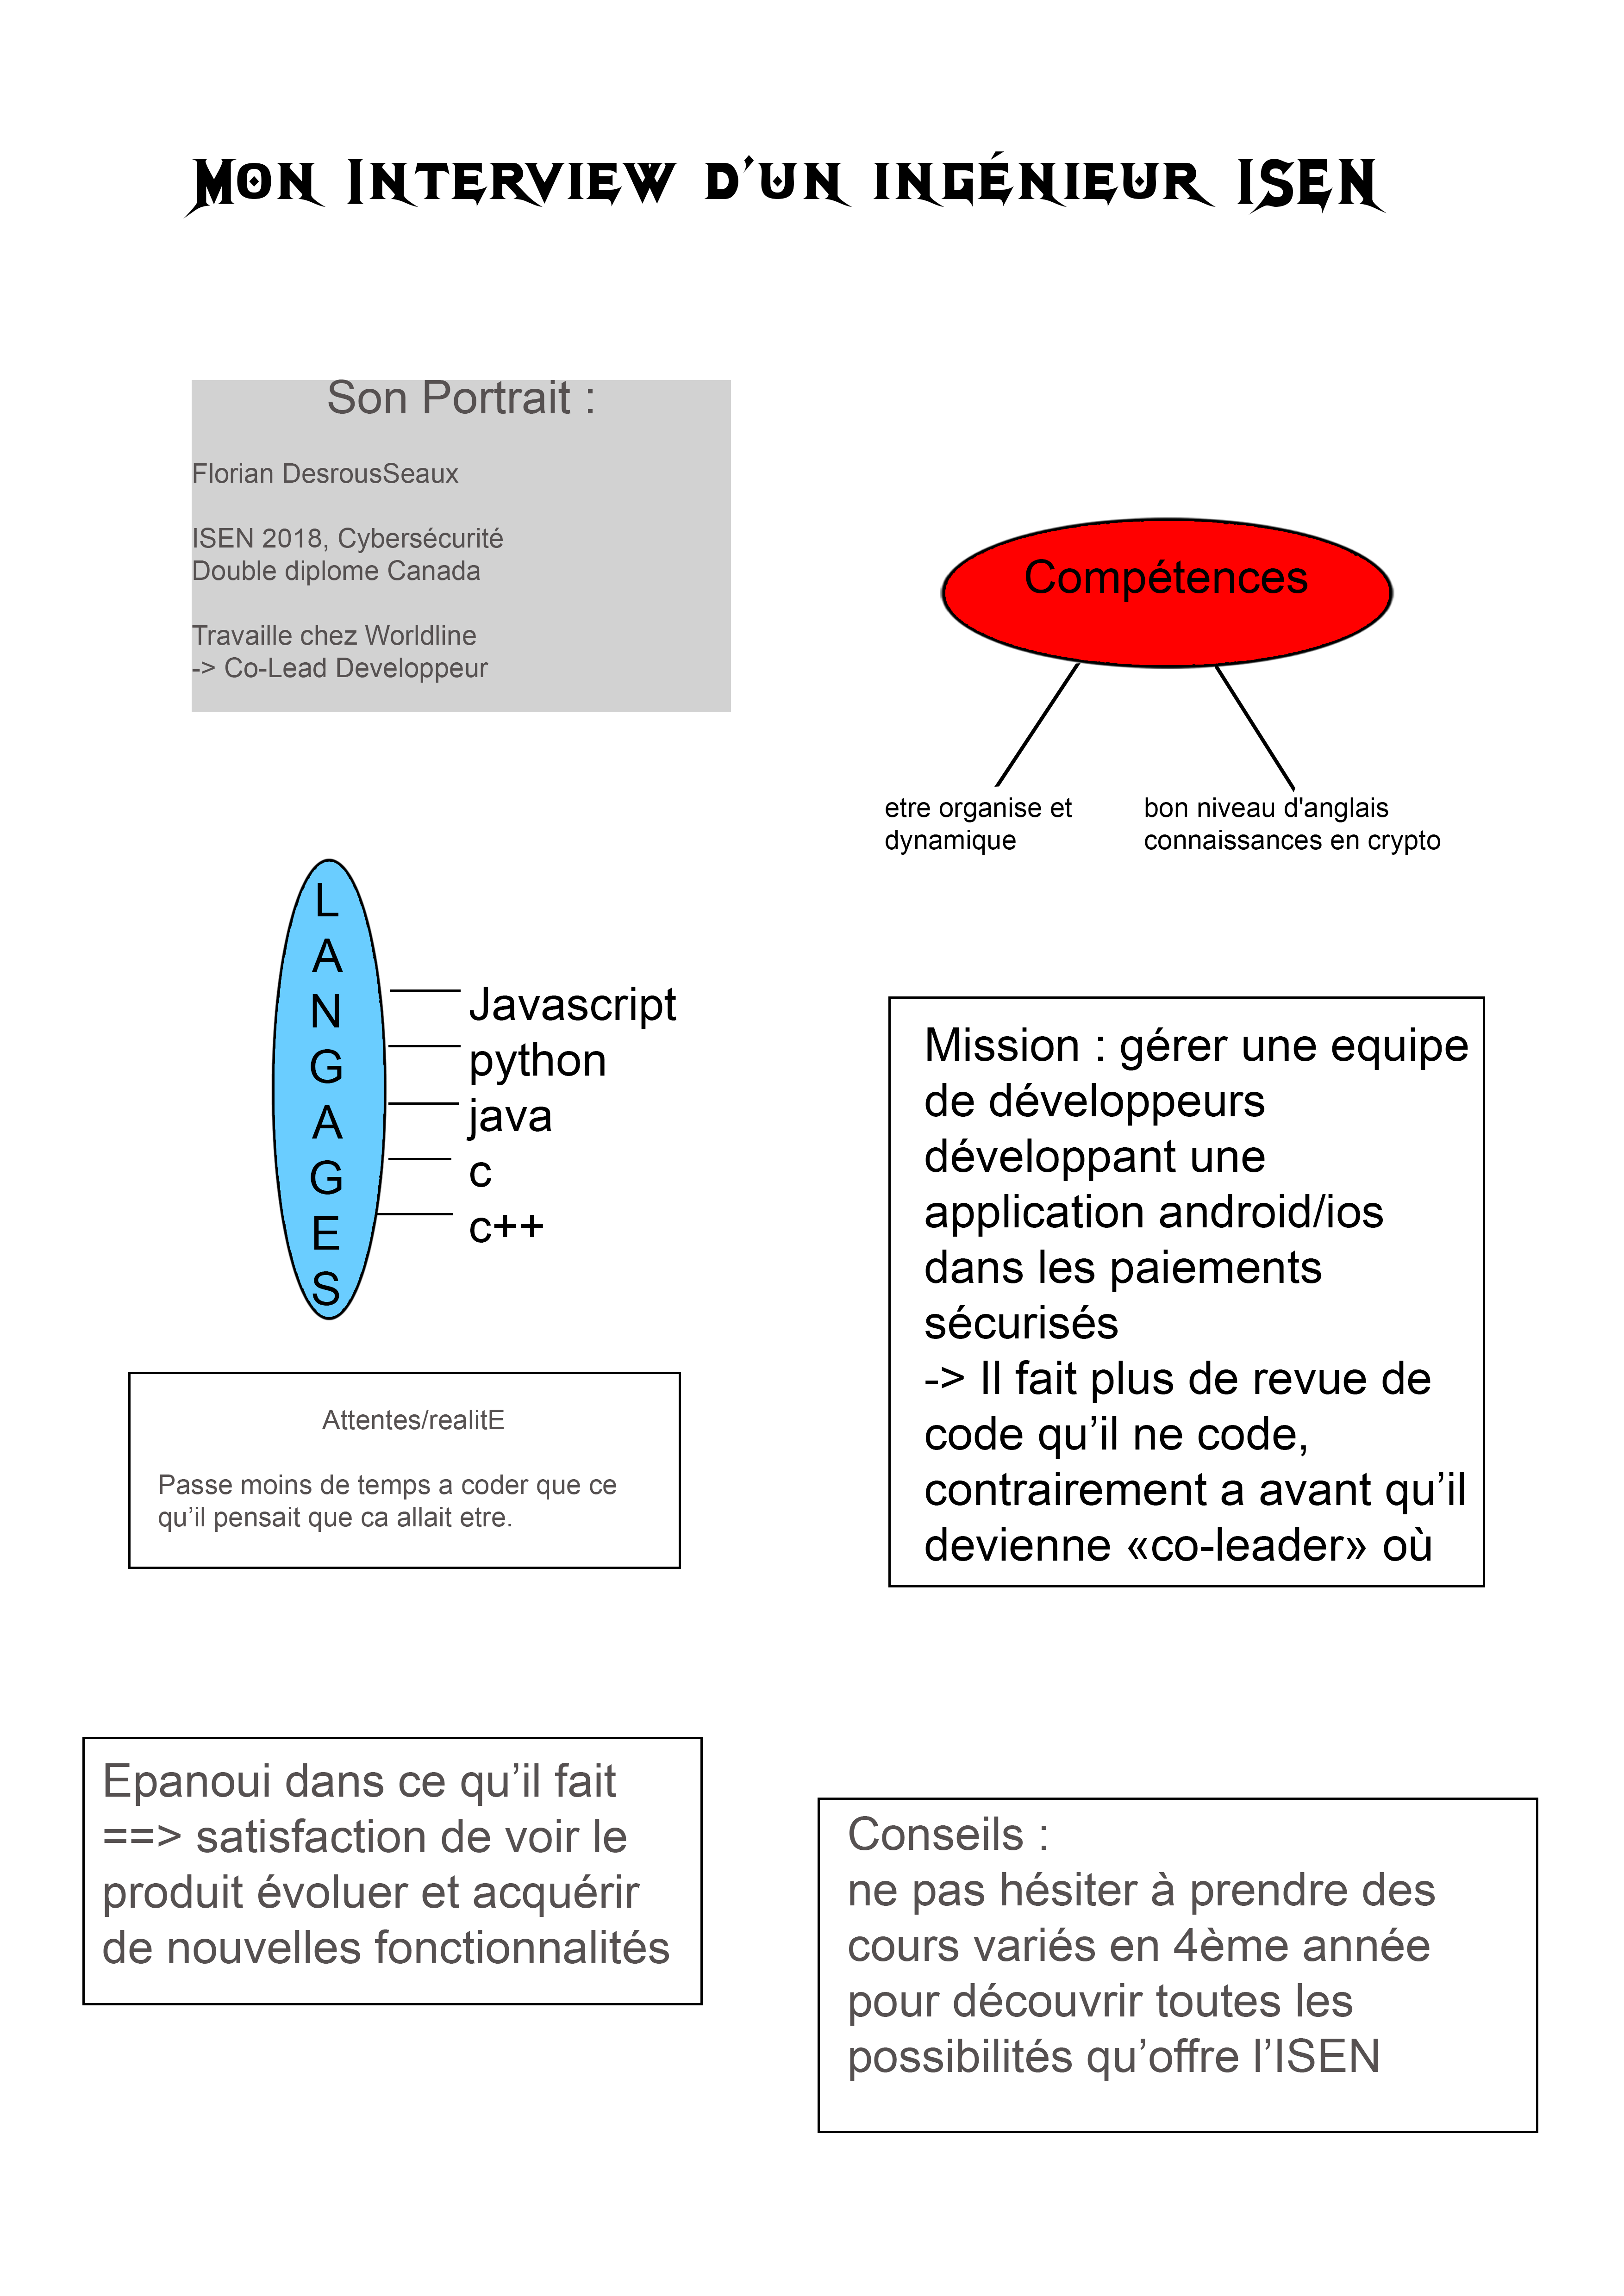 Mon Interview d'un ingénieur ISEN
Son Portrait :
Florian DesrousSeaux
ISEN 2018, Cybersécurité
Double diplome Canada
Travaille chez Worldline
-> Co-Lead Developpeur
Compétences
etre organise et
dynamique
bon niveau d'anglais
connaissances en crypto
L
A
N
G
A
G
E
S
Javascript
python
java
c
c++
Mission : gérer une equipe
de développeurs
développant une
application android/ios
dans les paiements
sécurisés
-> Il fait plus de revue de
code qu’il ne code,
contrairement a avant qu’il
devienne «co-leader» où
Attentes/realitE
Passe moins de temps a coder que ce
qu’il pensait que ca allait etre.
Epanoui dans ce qu’il fait
==> satisfaction de voir le
produit évoluer et acquérir
de nouvelles fonctionnalités
Conseils :
ne pas hésiter à prendre des
cours variés en 4ème année
pour découvrir toutes les
possibilités qu’offre l’ISEN